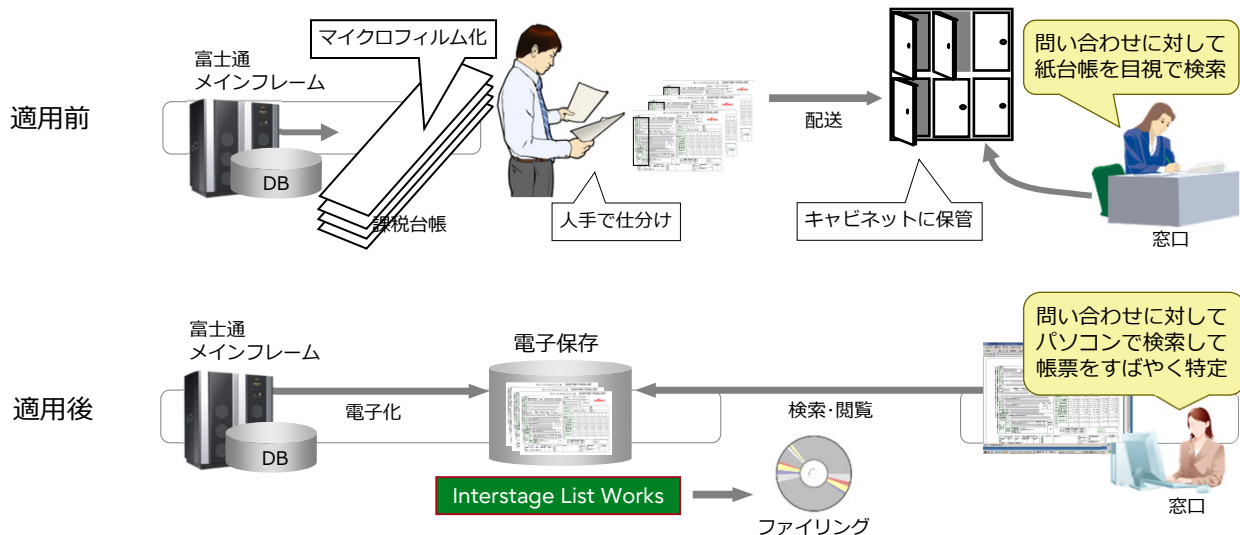 適用前
富士通
メインフレーム
DB
マイクロフィルム化
課税台帳
人手で仕分け
配送
キャビネットに保管
問い合わせに対して
紙台帳を目視で検索
窓口
適用後
富士通
メインフレーム
DB
電子化
電子保存
Interstage List Works
ファイリング
検索・閲覧
問い合わせに対して
パソコンで検索して
帳票をすばやく特定
窓口